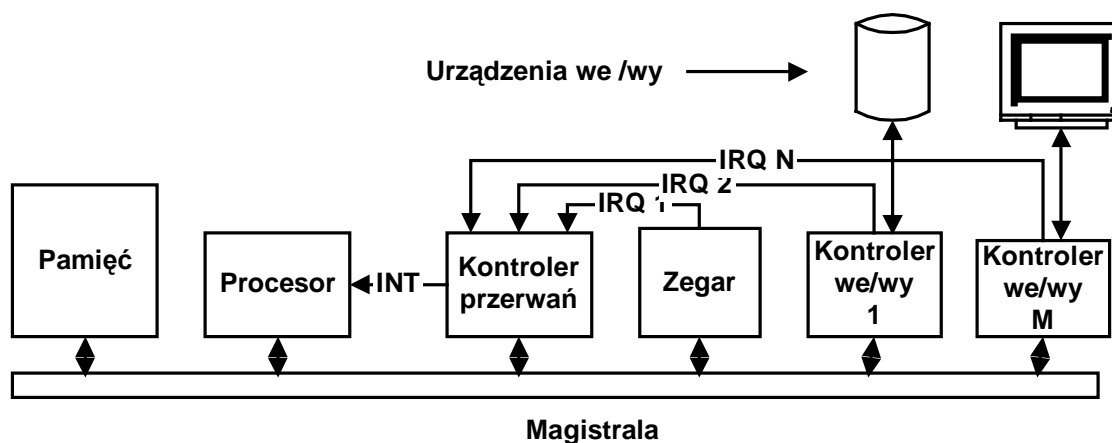 Urządzenia we /wy
IRQ N
IRQ 2
IRQ 1
Pamięć
Procesor
INT
Kontroler
przerwań
Zegar
Kontroler
we/wy
1
Kontroler
we/wy
M
Magistrala